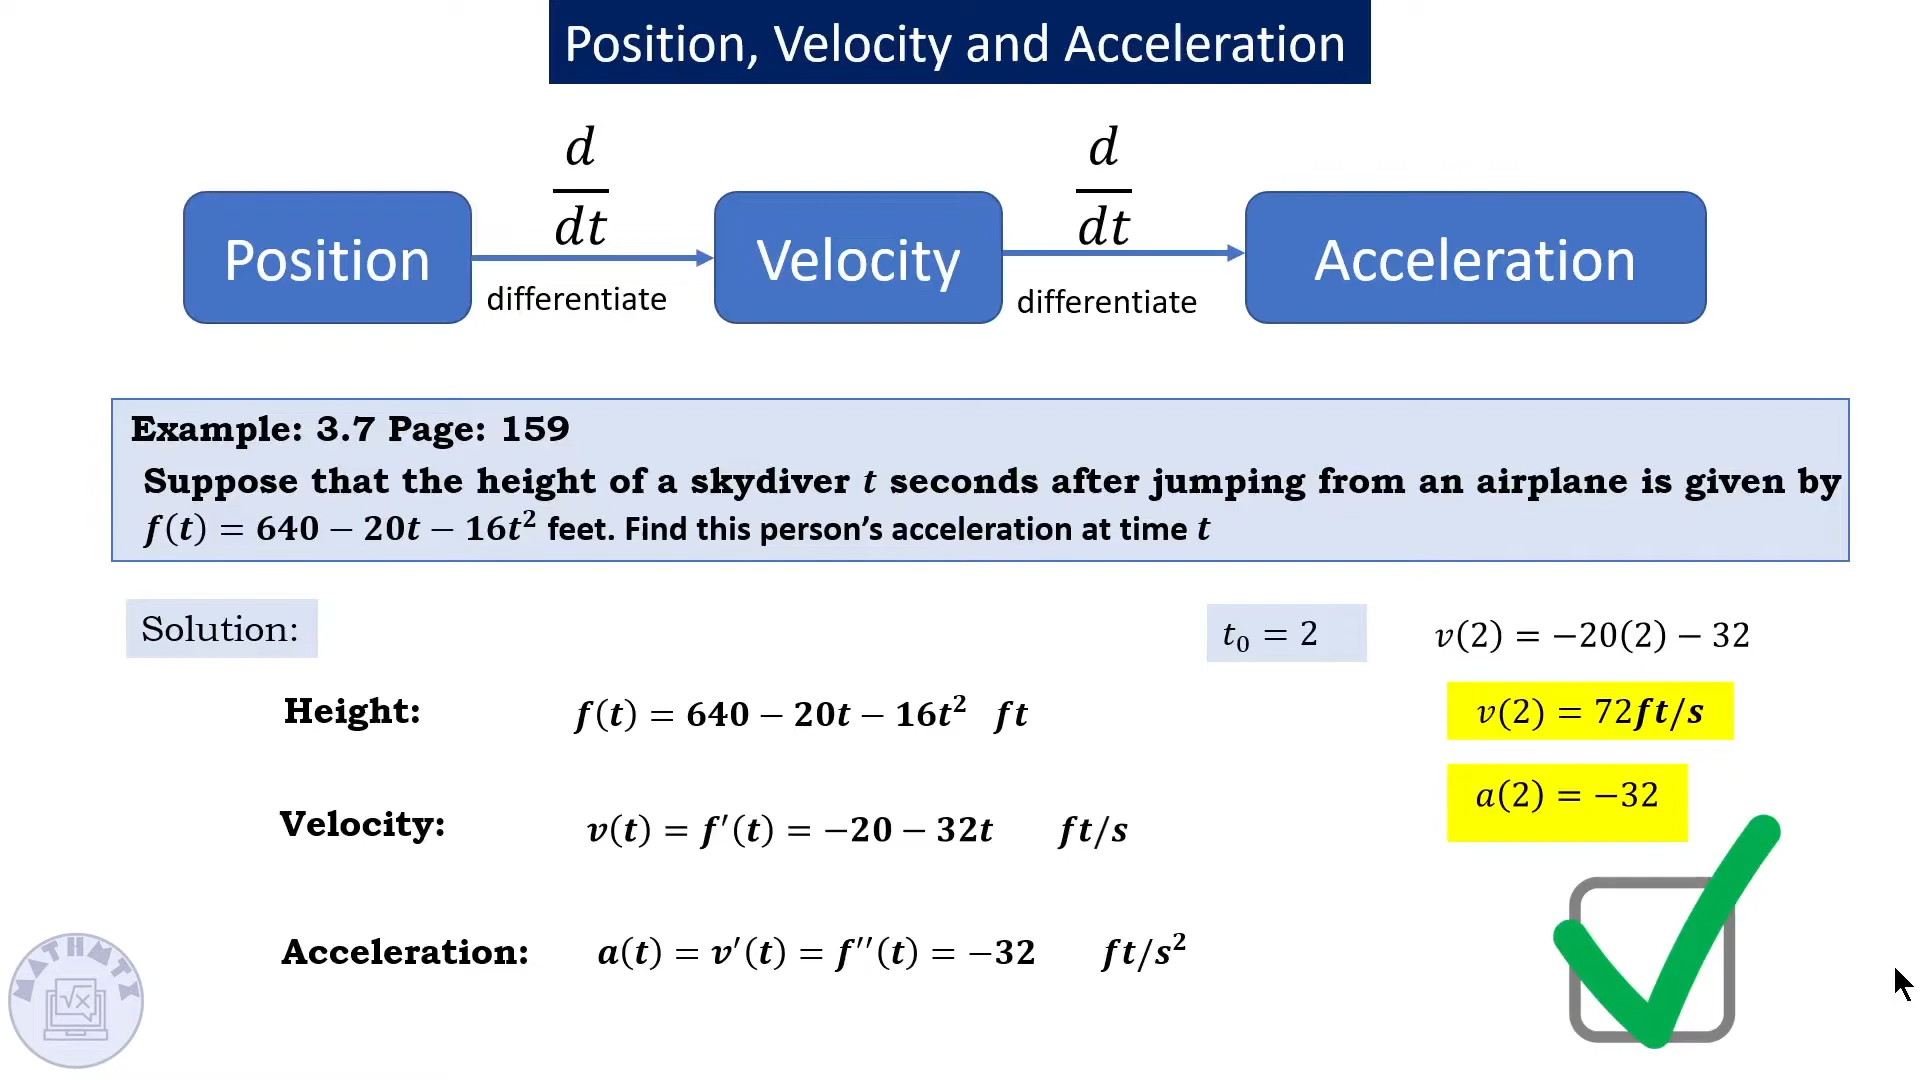 Position, Velocity and Acceleration
d/dt
d/dt
Position
Velocity
Acceleration
differentiate
differentiate
Example: 3.7 Page: 159
Suppose that the height of a skydiver t seconds after jumping from an airplane is given by
f(t) = 640 − 20t − 16t² feet. Find this person’s acceleration at time t
Solution:
t₀ = 2
v(2) = −20(2) − 32
Height:
f(t) = 640 − 20t − 16t² ft
v(2) = 72ft/s
a(2) = −32
Velocity:
v(t) = f′(t) = −20 − 32t ft/s
Acceleration:
a(t) = v′(t) = f′′(t) = −32 ft/s²
MATHMTX
√x